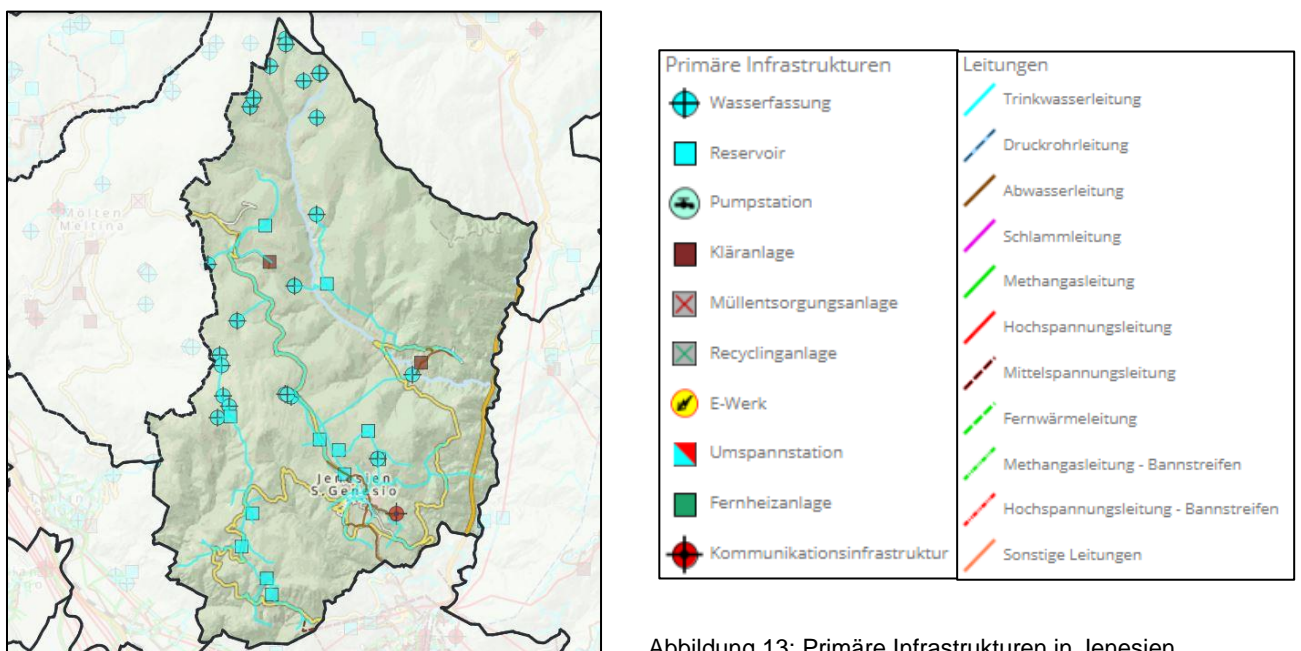 Mölten
Meltina
Jenesien
S.Genesio
Primäre Infrastrukturen
Wasserfassung
Reservoir
Pumpstation
Kläranlage
Müllentsorgungsanlage
Recyclinganlage
E-Werk
Umspannstation
Fernheizanlage
Kommunikationsinfrastruktur
Leitungen
Trinkwasserleitung
Druckrohrleitung
Abwasserleitung
Schlammleitung
Methangasleitung
Hochspannungsleitung
Mittelspannungsleitung
Fernwärmeleitung
Methangasleitung - Bannstreifen
Hochspannungsleitung - Bannstreifen
Sonstige Leitungen
Abbildung 13: Primäre Infrastrukturen in Jenesien